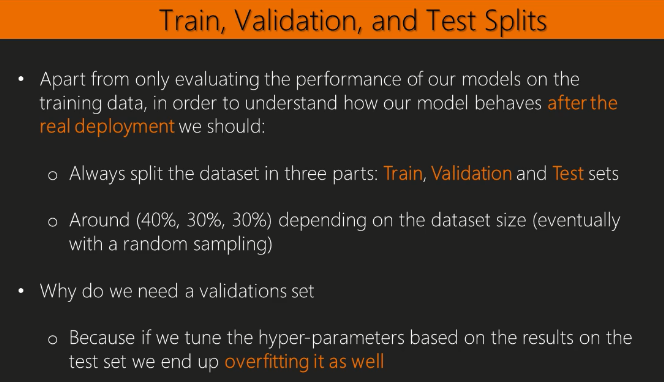 Train, Validation, and Test Splits
• Apart from only evaluating the performance of our models on the
training data, in order to understand how our model behaves after the
real deployment we should:
o Always split the dataset in three parts: Train, Validation and Test sets
o Around (40%, 30%, 30%) depending on the dataset size (eventually
with a random sampling)
• Why do we need a validations set
o Because if we tune the hyper-parameters based on the results on the
test set we end up overfitting it as well